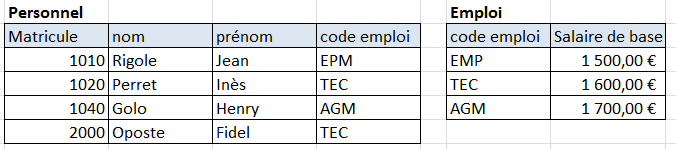 Personnel Emploi
Matricule nom prénom code emploi code emploi Salaire de base
1010 Rigole Jean EPM EMP 1 500,00 €
1020 Perret Inès TEC TEC 1 600,00 €
1040 Golo Henry AGM AGM 1 700,00 €
2000 Oposte Fidel TEC